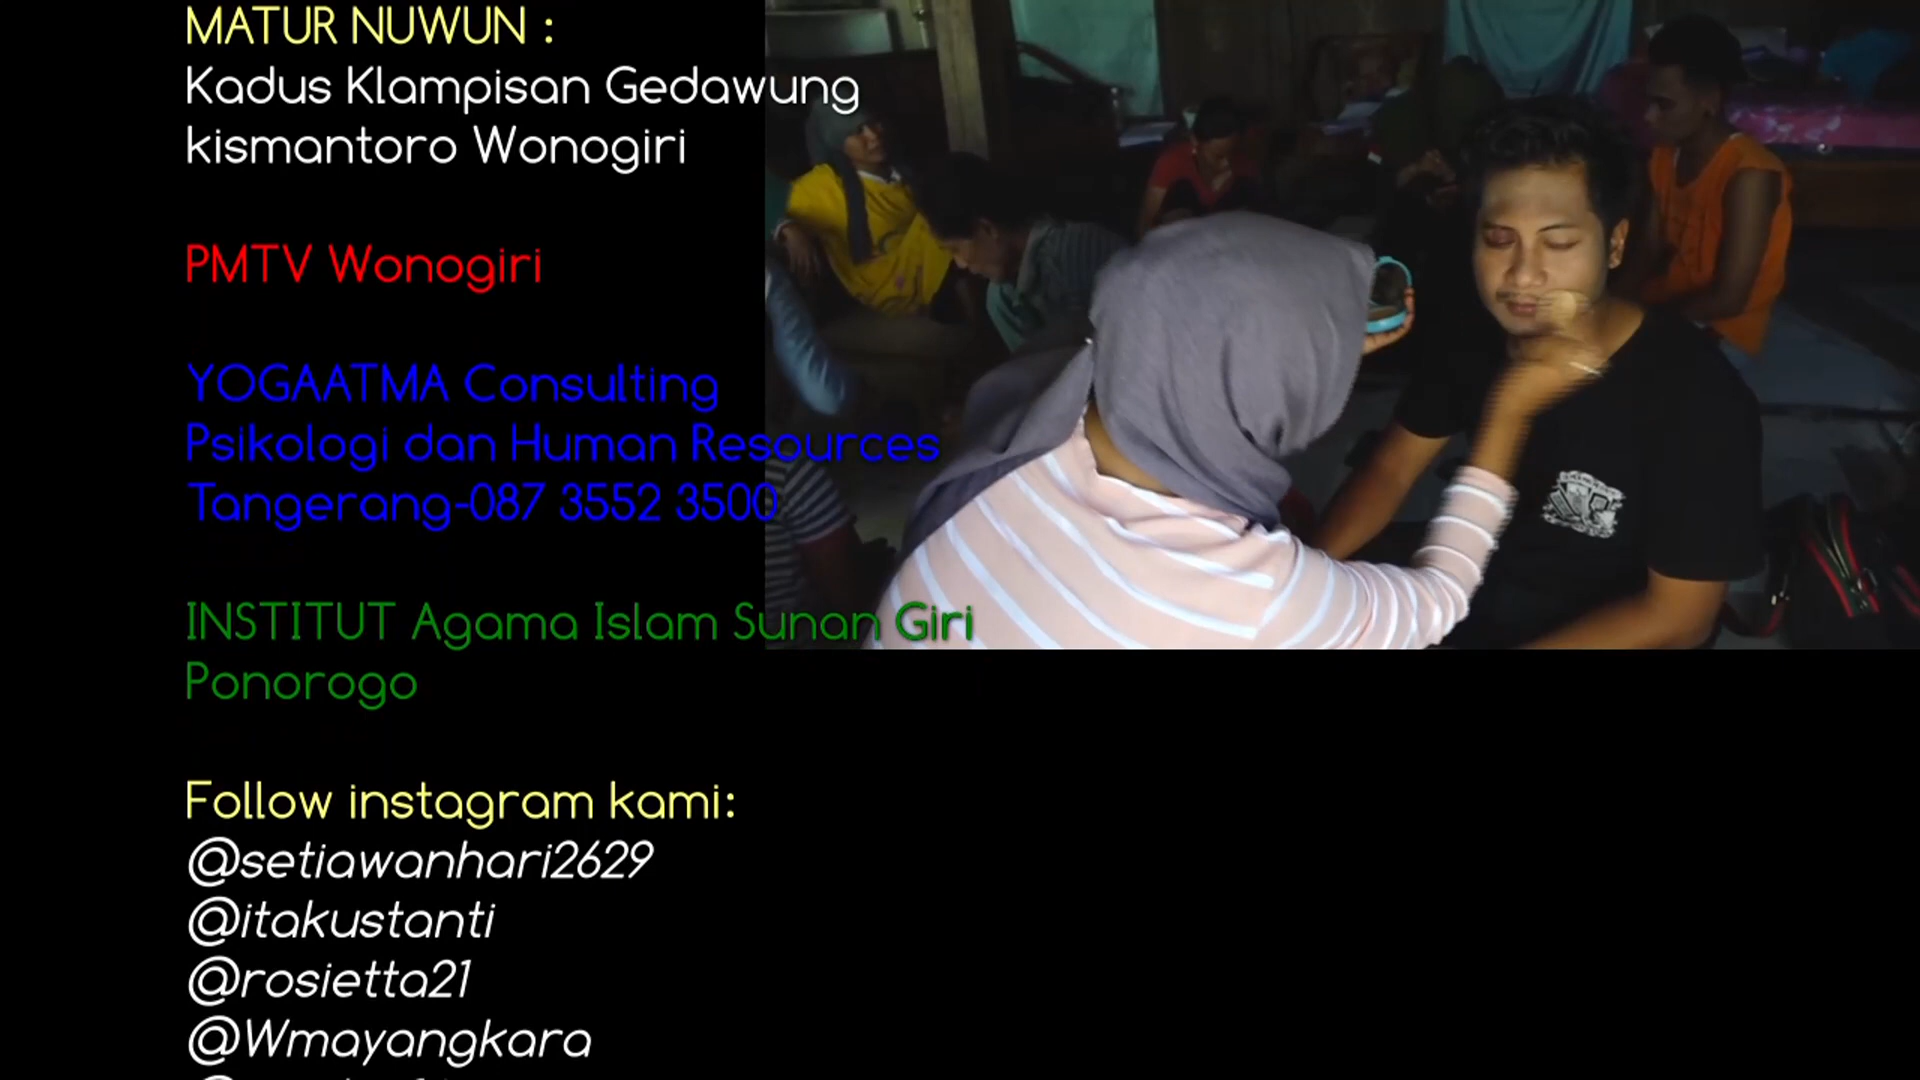 MATUR NUWUN :
Kadus Klampisan Gedawung
kismantoro Wonogiri
PMTV Wonogiri
YOGAATMA Consulting
Psikologi dan Human Resources
Tangerang-087 3552 3500
INSTITUT Agama Islam Sunan Giri
Ponorogo
Follow instagram kami:
@setiawanhari2629
@itakustanti
@rosietta21
@Wmayangkara